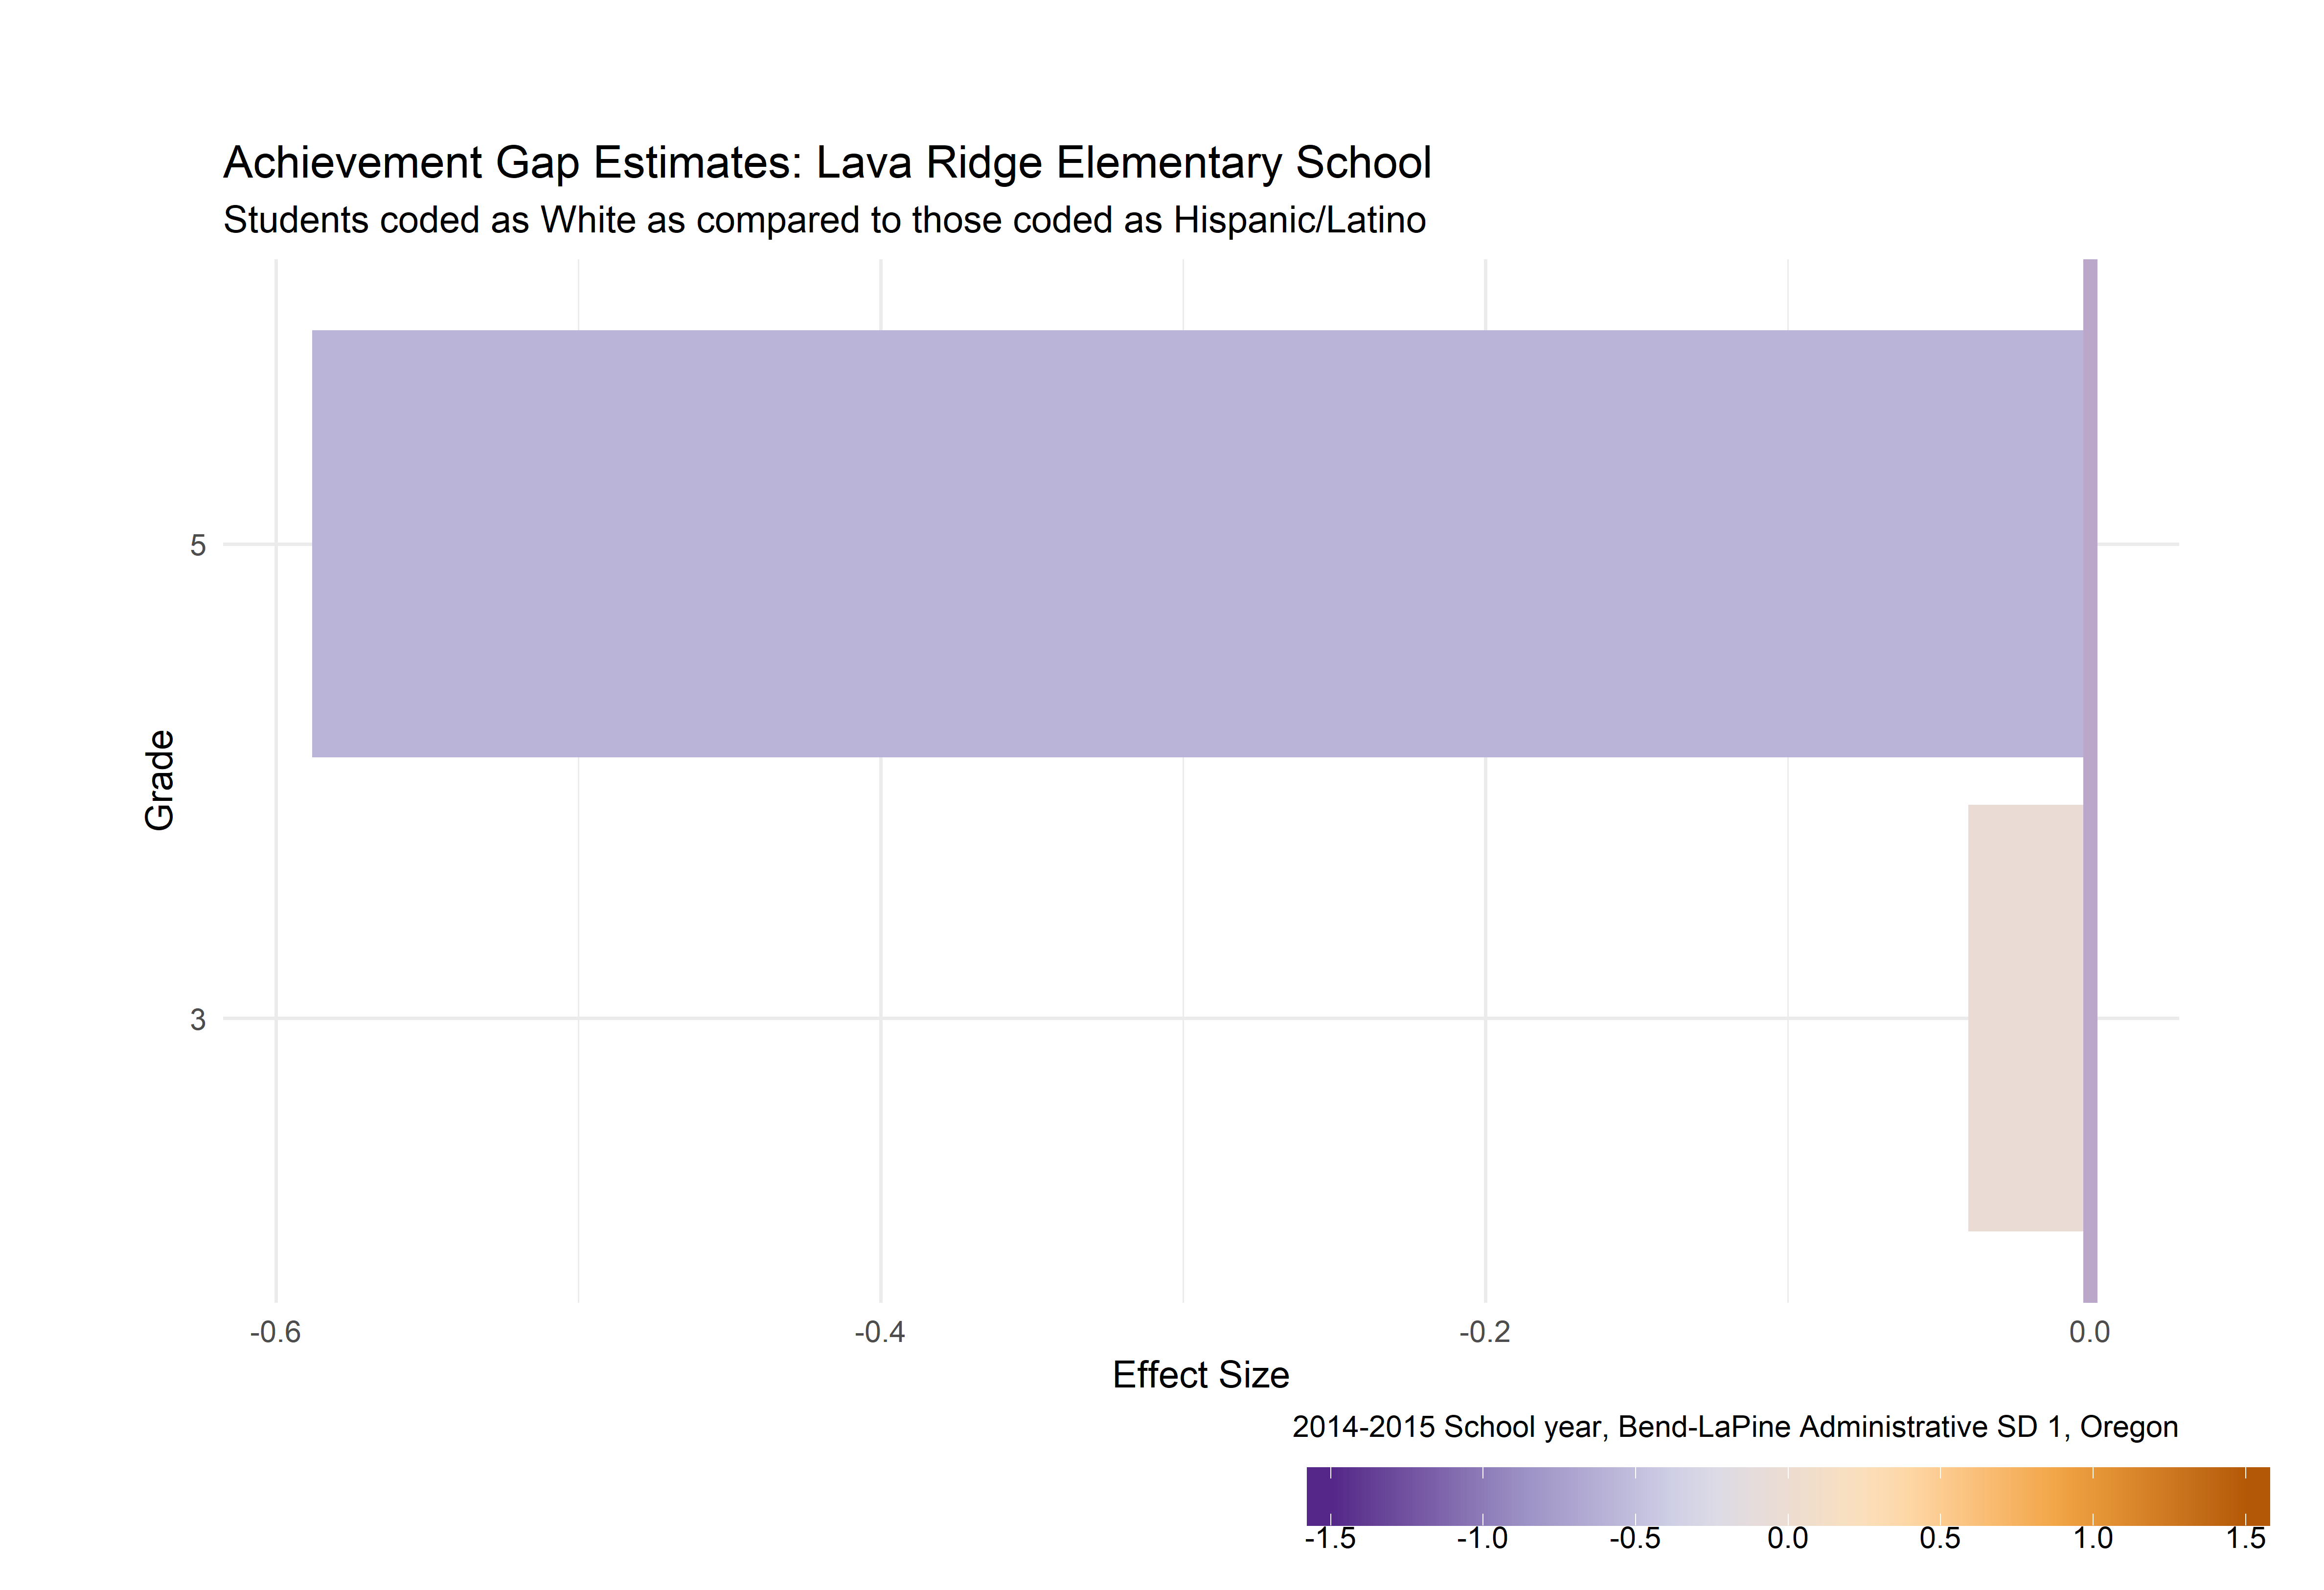 Achievement Gap Estimates: Lava Ridge Elementary School
Students coded as White as compared to those coded as Hispanic/Latino
Grade
5
3
-0.6 -0.4 -0.2 0.0
Effect Size
2014-2015 School year, Bend-LaPine Administrative SD 1, Oregon
-1.5 -1.0 -0.5 0.0 0.5 1.0 1.5